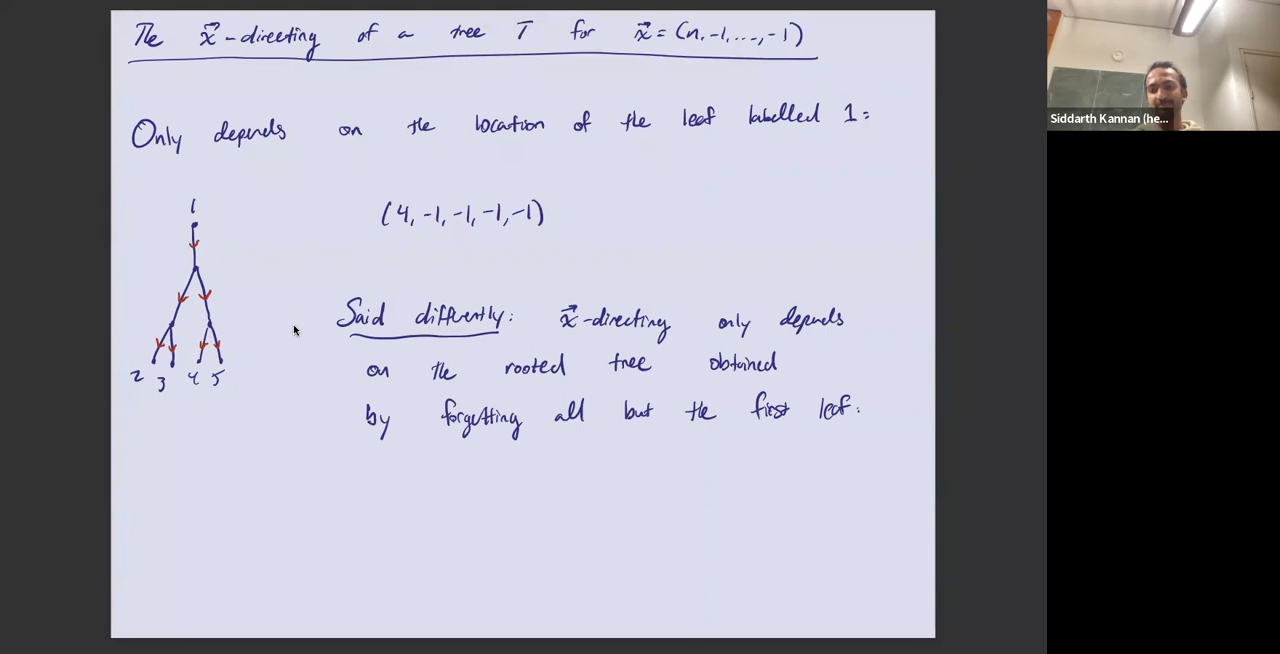 The x⃗-directing of a tree T for x⃗ = (n, -1, ..., -1)
Only depends on the location of the leaf labelled 1:
1
(4, -1, -1, -1, -1)
Said differently: x⃗-directing only depends
on the rooted tree obtained
by forgetting all but the first leaf.
2 3 4 5
Siddarth Kannan (he...